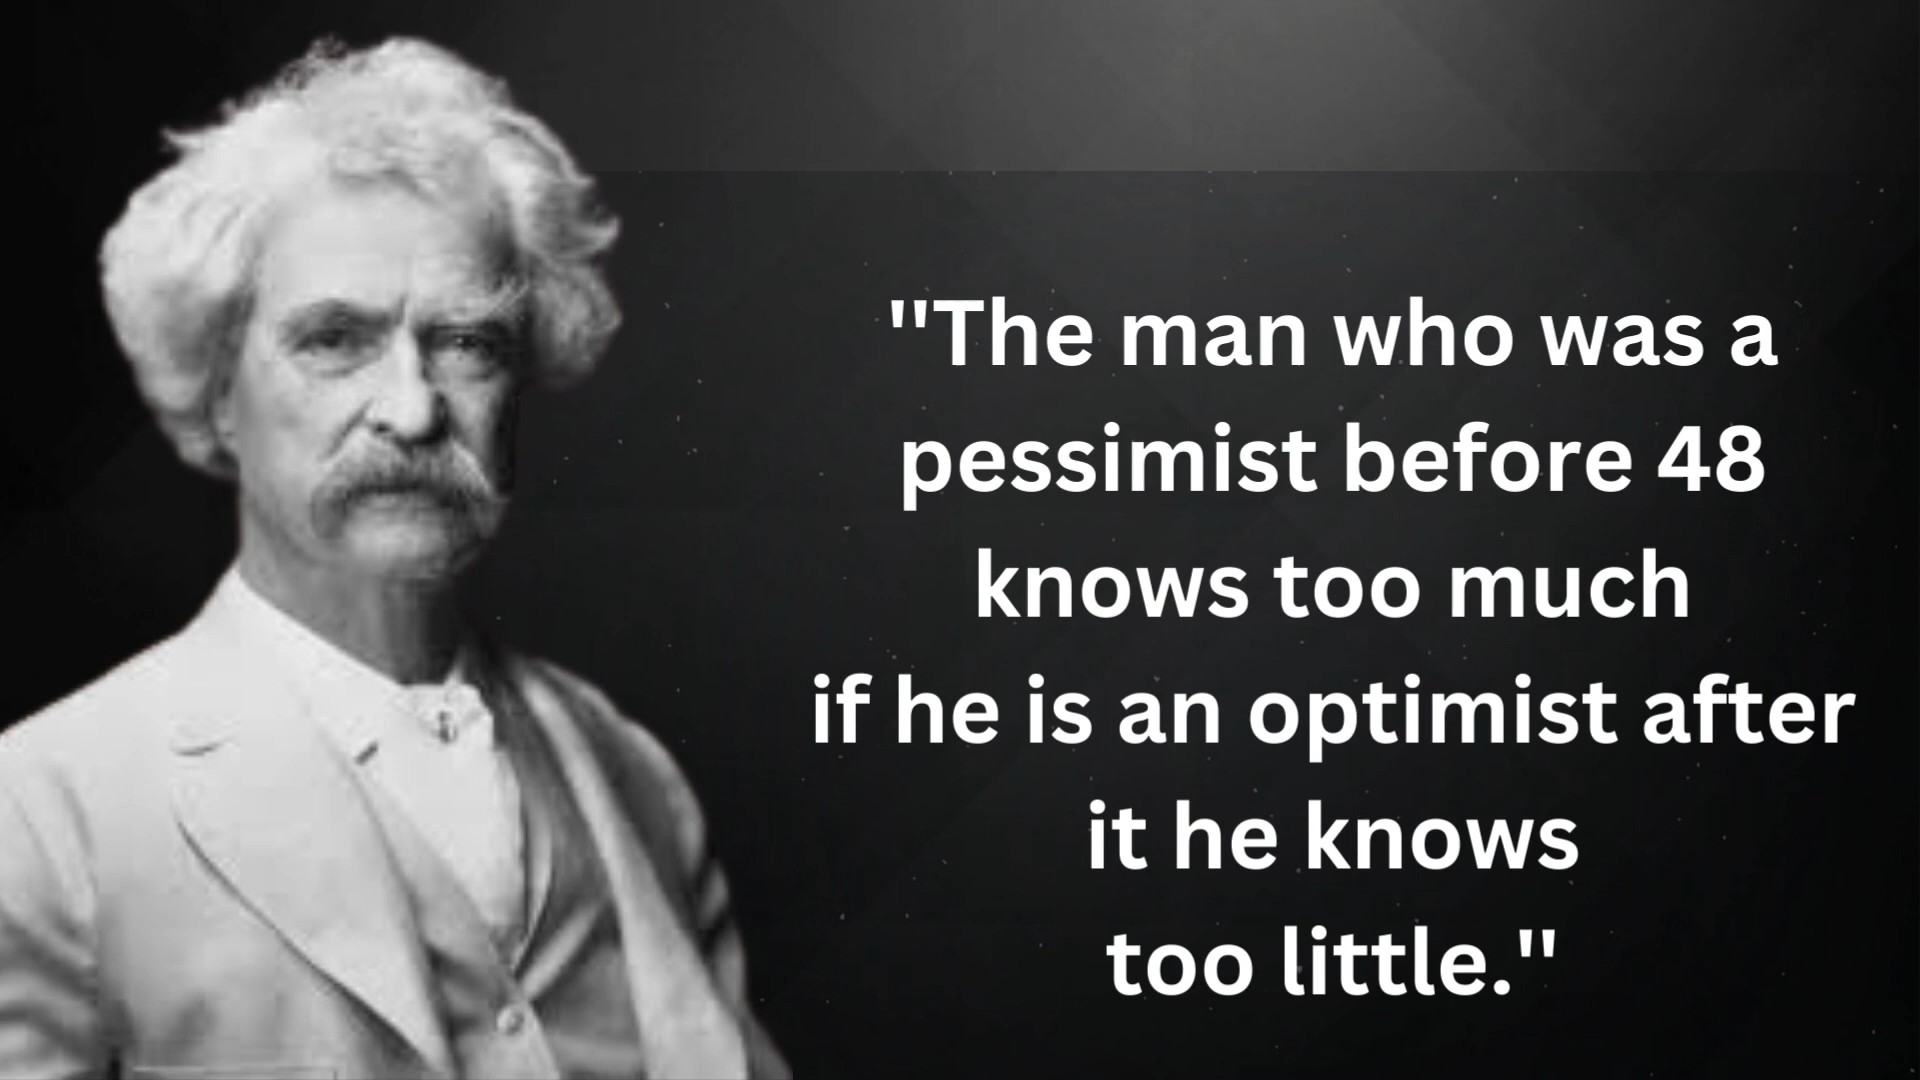 "The man who was a
pessimist before 48
knows too much
if he is an optimist after
it he knows
too little."